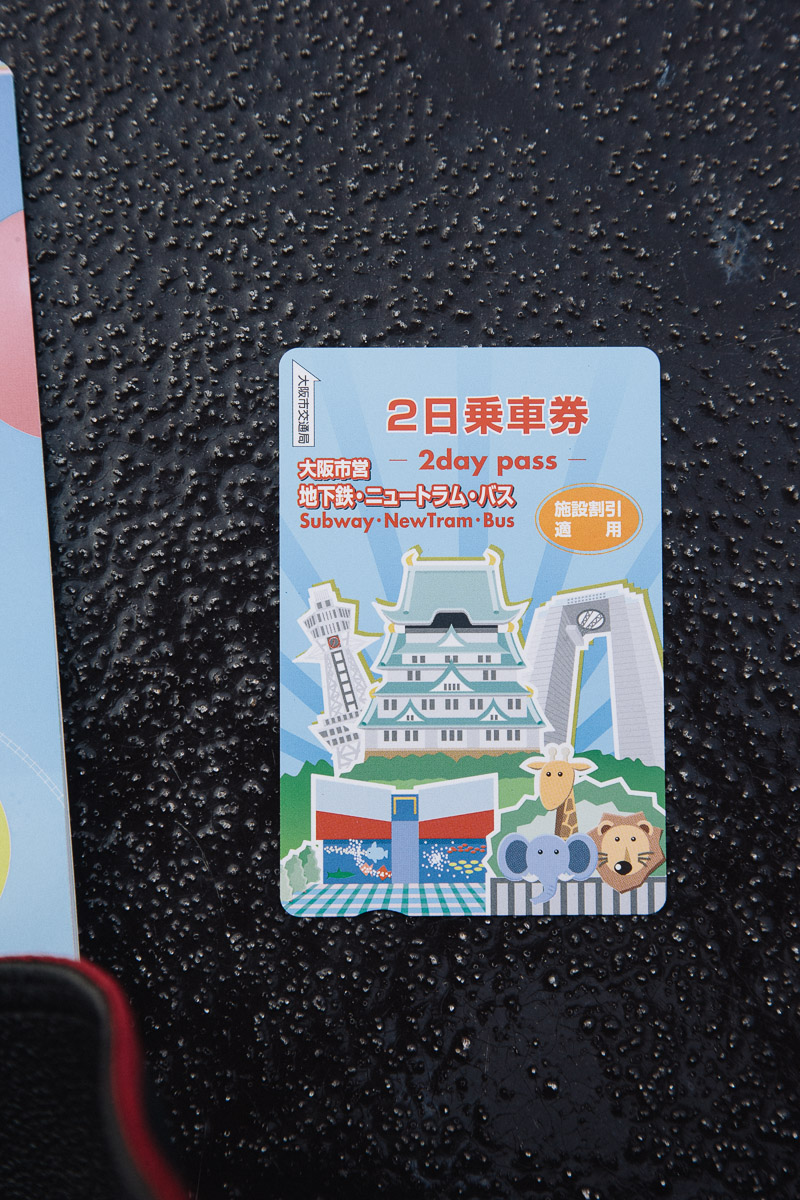 大阪市交通局
2日乗車券
2day pass
大阪市営
地下鉄・ニュートラム・バス
Subway・NewTram・Bus
施設割引
適用